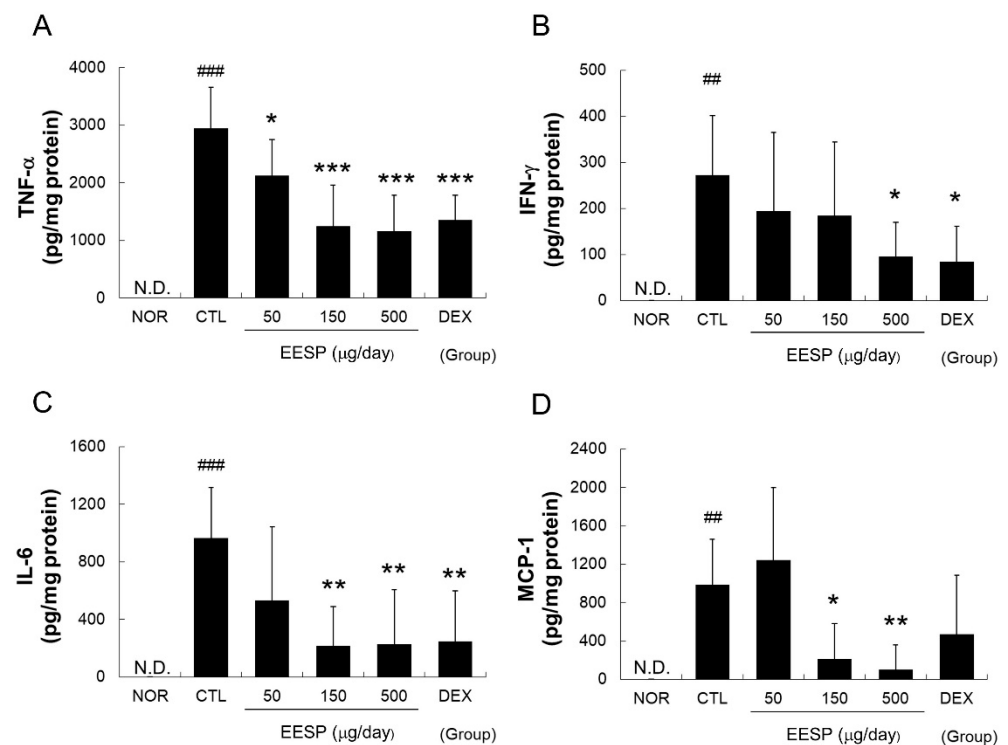 A
TNF-α
(pg/mg protein)
4000
3000
2000
1000
0
###
*
***
***
***
N.D.
NOR CTL 50 150 500 DEX
EESP (μg/day) (Group)
B
IFN-γ
(pg/mg protein)
500
400
300
200
100
0
##
*
*
N.D.
NOR CTL 50 150 500 DEX
EESP (μg/day) (Group)
C
IL-6
(pg/mg protein)
1600
1200
800
400
0
###
**
**
**
N.D.
NOR CTL 50 150 500 DEX
EESP (μg/day) (Group)
D
MCP-1
(pg/mg protein)
2400
2000
1600
1200
800
400
0
##
*
**
N.D.
NOR CTL 50 150 500 DEX
EESP (μg/day) (Group)